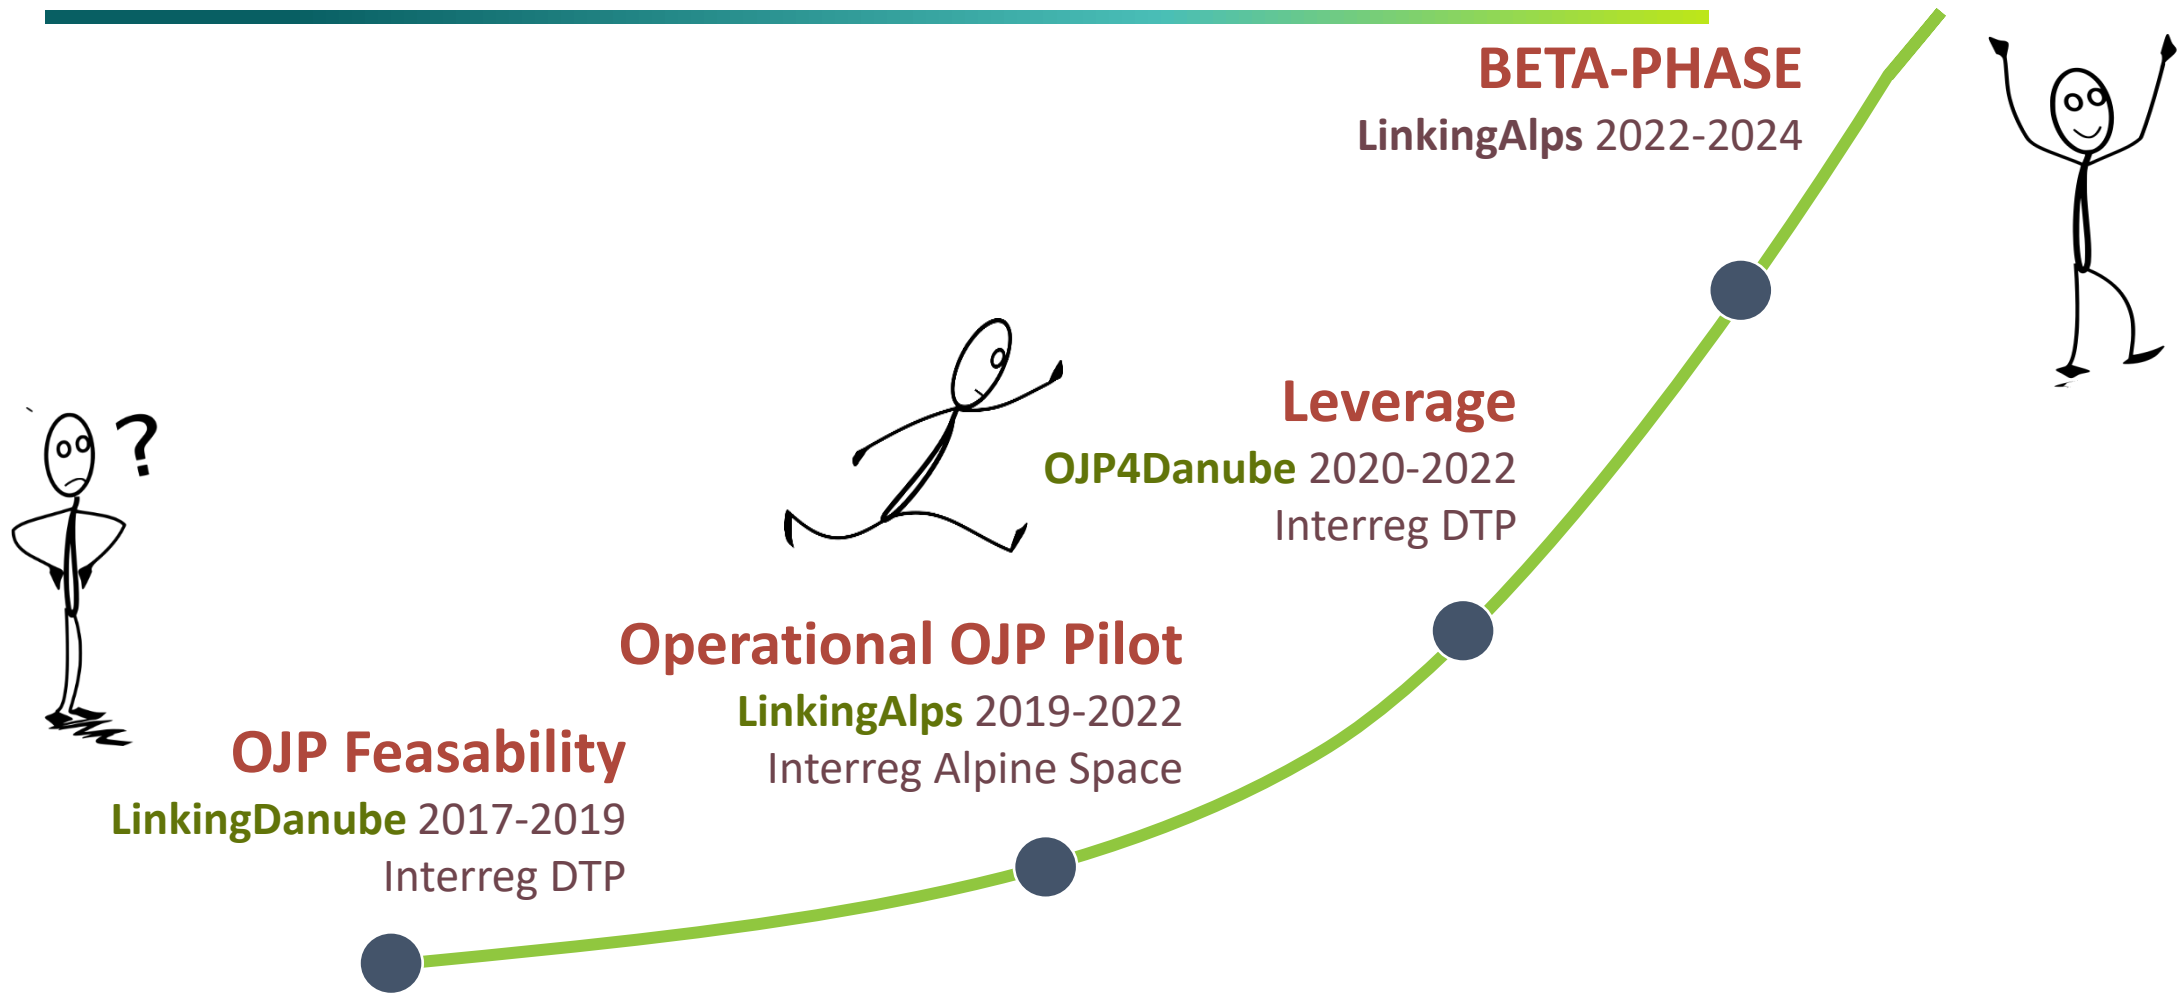 BETA-PHASE
LinkingAlps 2022-2024
?
Leverage
OJP4Danube 2020-2022
Interreg DTP
Operational OJP Pilot
LinkingAlps 2019-2022
Interreg Alpine Space
OJP Feasability
LinkingDanube 2017-2019
Interreg DTP